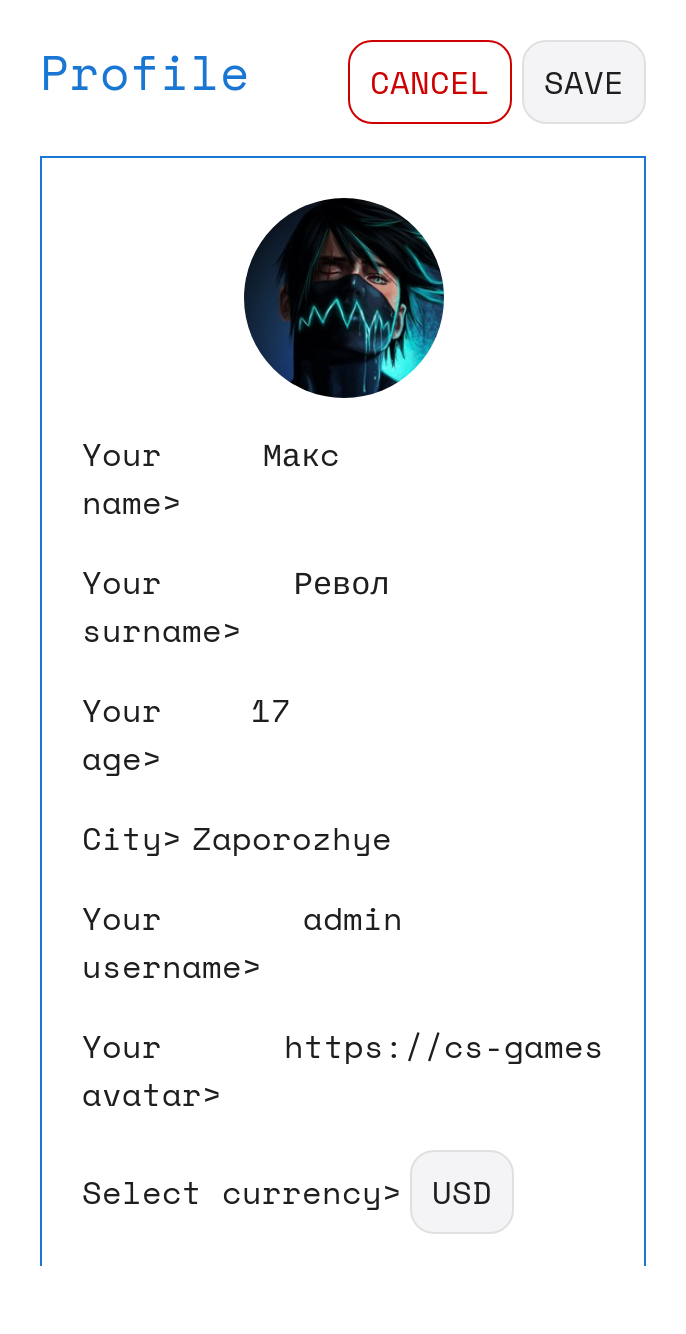 Profile
CANCEL
SAVE
Your Макс
name>
Your Револ
surname>
Your 17
age>
City> Zaporozhye
Your admin
username>
Your https://cs-games
avatar>
Select currency> USD